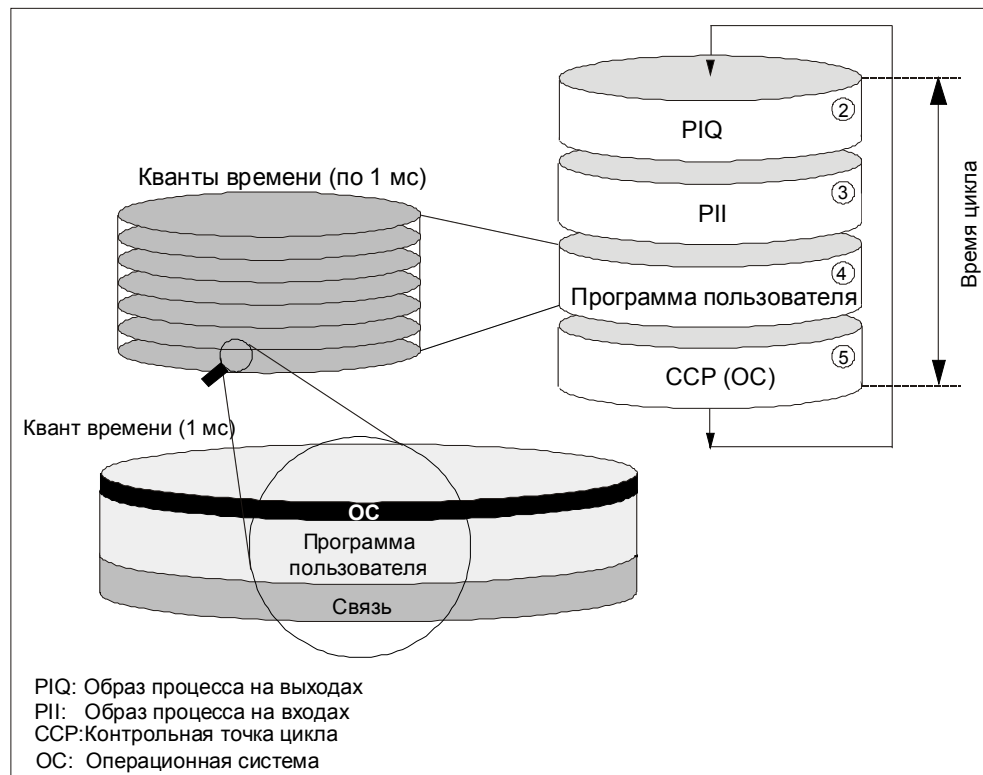 Кванты времени (по 1 мс)
PIQ
②
PII
③
Программа пользователя
④
CCP (ОС)
⑤
Время цикла
Квант времени (1 мс)
ОС
Программа
пользователя
Связь
PIQ: Образ процесса на выходах
PII: Образ процесса на входах
CCP:Контрольная точка цикла
ОС: Операционная система